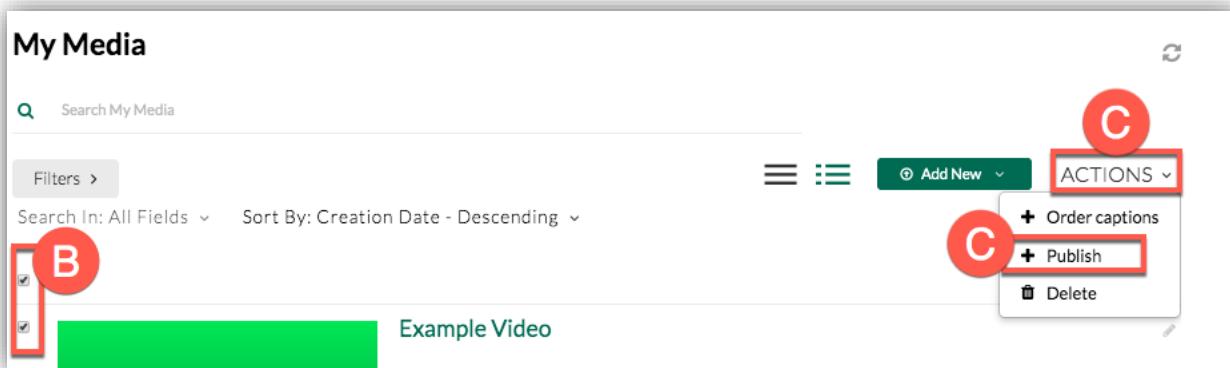 My Media
Search My Media
C
Filters >
Add New
ACTIONS
Search In: All Fields
Sort By: Creation Date - Descending
+ Order captions
B
C
+ Publish
Delete
Example Video